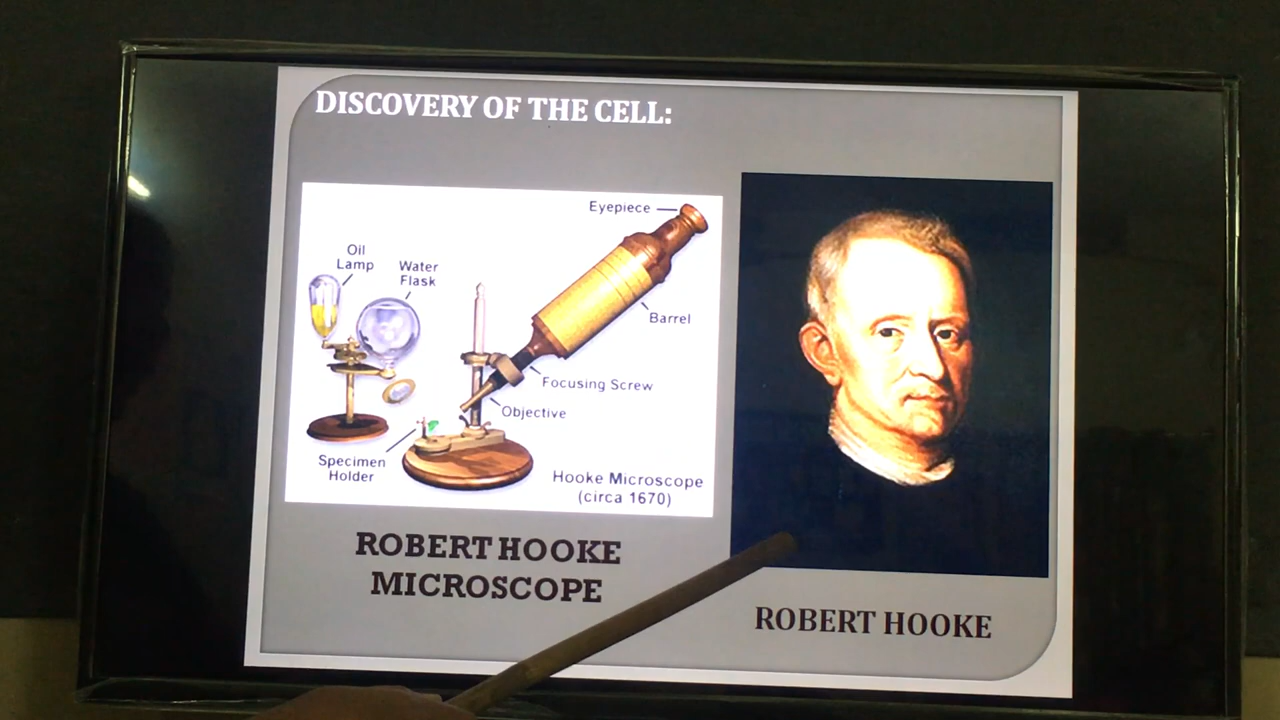 DISCOVERY OF THE CELL:
Eyepiece
Oil
Lamp
Water
Flask
Barrel
Focusing Screw
Objective
Specimen
Holder
Hooke Microscope
(circa 1670)
ROBERT HOOKE
MICROSCOPE
ROBERT HOOKE